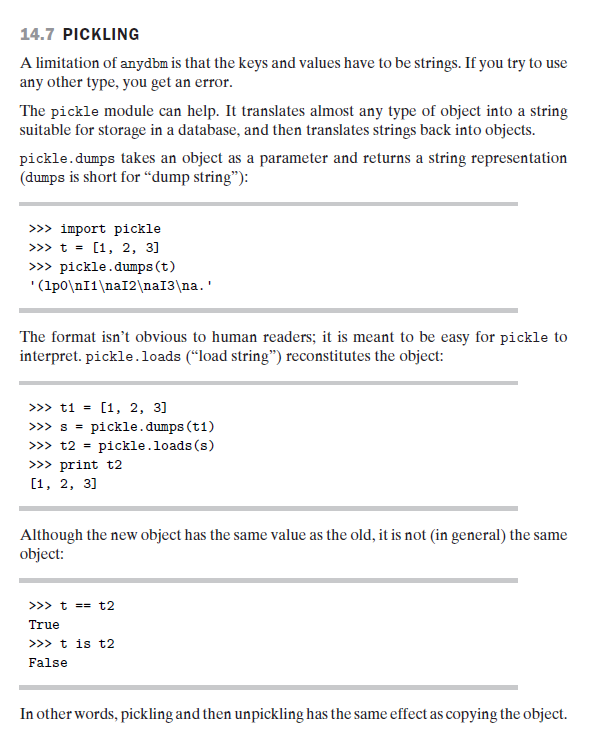 14.7 PICKLING
A limitation of anydbm is that the keys and values have to be strings. If you try to use
any other type, you get an error.
The pickle module can help. It translates almost any type of object into a string
suitable for storage in a database, and then translates strings back into objects.
pickle.dumps takes an object as a parameter and returns a string representation
(dumps is short for “dump string”):
>>> import pickle
>>> t = [1, 2, 3]
>>> pickle.dumps(t)
'(lp0\nI1\naI2\naI3\na.'
The format isn’t obvious to human readers; it is meant to be easy for pickle to
interpret. pickle.loads (“load string”) reconstitutes the object:
>>> t1 = [1, 2, 3]
>>> s = pickle.dumps(t1)
>>> t2 = pickle.loads(s)
>>> print t2
[1, 2, 3]
Although the new object has the same value as the old, it is not (in general) the same
object:
>>> t == t2
True
>>> t is t2
False
In other words, pickling and then unpickling has the same effect as copying the object.